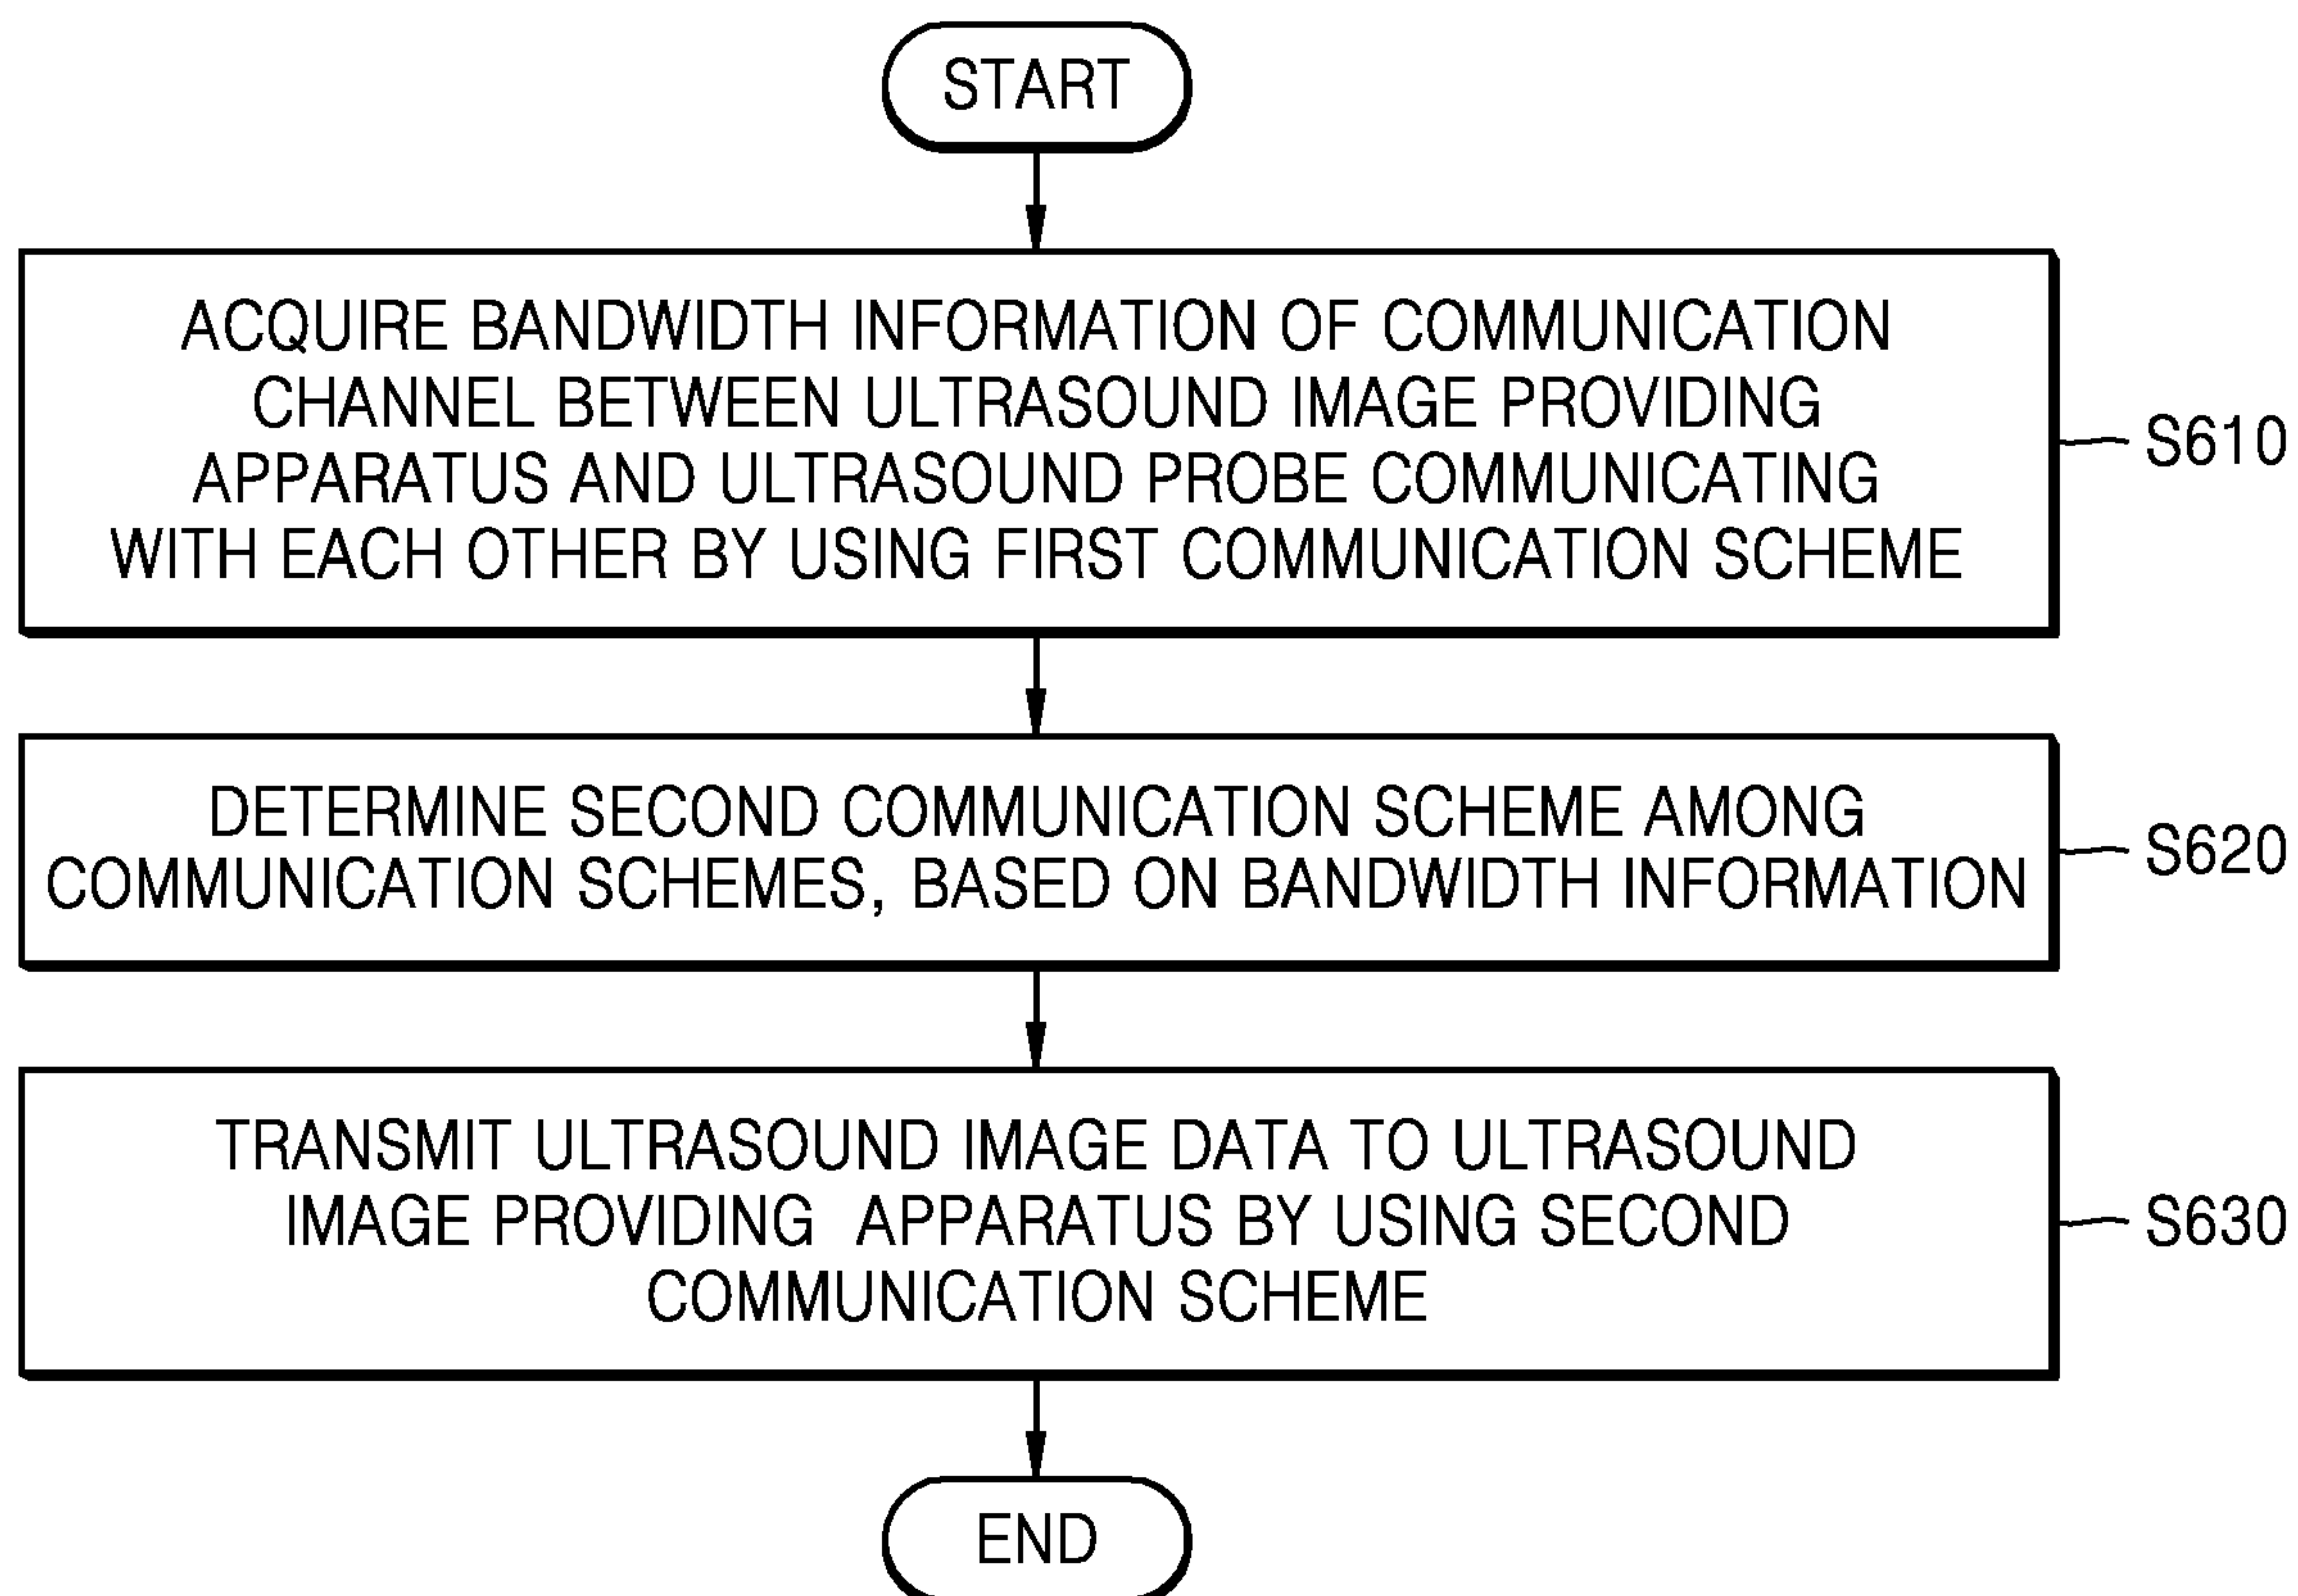 START
ACQUIRE BANDWIDTH INFORMATION OF COMMUNICATION
CHANNEL BETWEEN ULTRASOUND IMAGE PROVIDING
APPARATUS AND ULTRASOUND PROBE COMMUNICATING
WITH EACH OTHER BY USING FIRST COMMUNICATION SCHEME
S610
DETERMINE SECOND COMMUNICATION SCHEME AMONG
COMMUNICATION SCHEMES, BASED ON BANDWIDTH INFORMATION
S620
TRANSMIT ULTRASOUND IMAGE DATA TO ULTRASOUND
IMAGE PROVIDING APPARATUS BY USING SECOND
COMMUNICATION SCHEME
S630
END